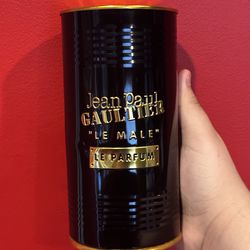 Jean Paul
GAULTIER
"LE MALE"
LE PARFUM